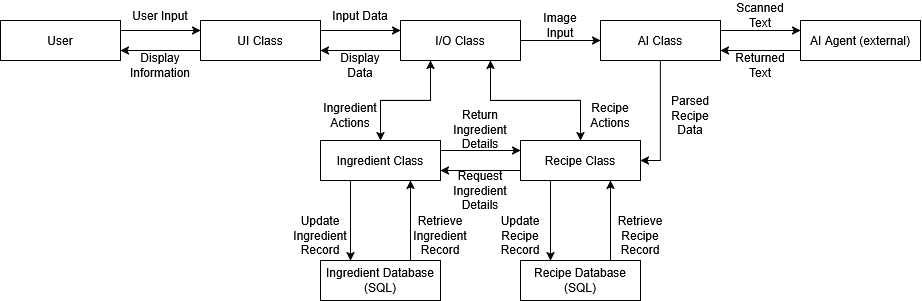 User Input
Input Data
Image
Input
Scanned
Text
User
UI Class
I/O Class
AI Class
AI Agent (external)
Display
Information
Display
Data
Returned
Text
Ingredient
Actions
Recipe
Actions
Parsed
Recipe
Data
Return
Ingredient
Details
Ingredient Class
Recipe Class
Request
Ingredient
Details
Update
Ingredient
Record
Retrieve
Ingredient
Record
Update
Recipe
Record
Retrieve
Recipe
Record
Ingredient Database
(SQL)
Recipe Database
(SQL)